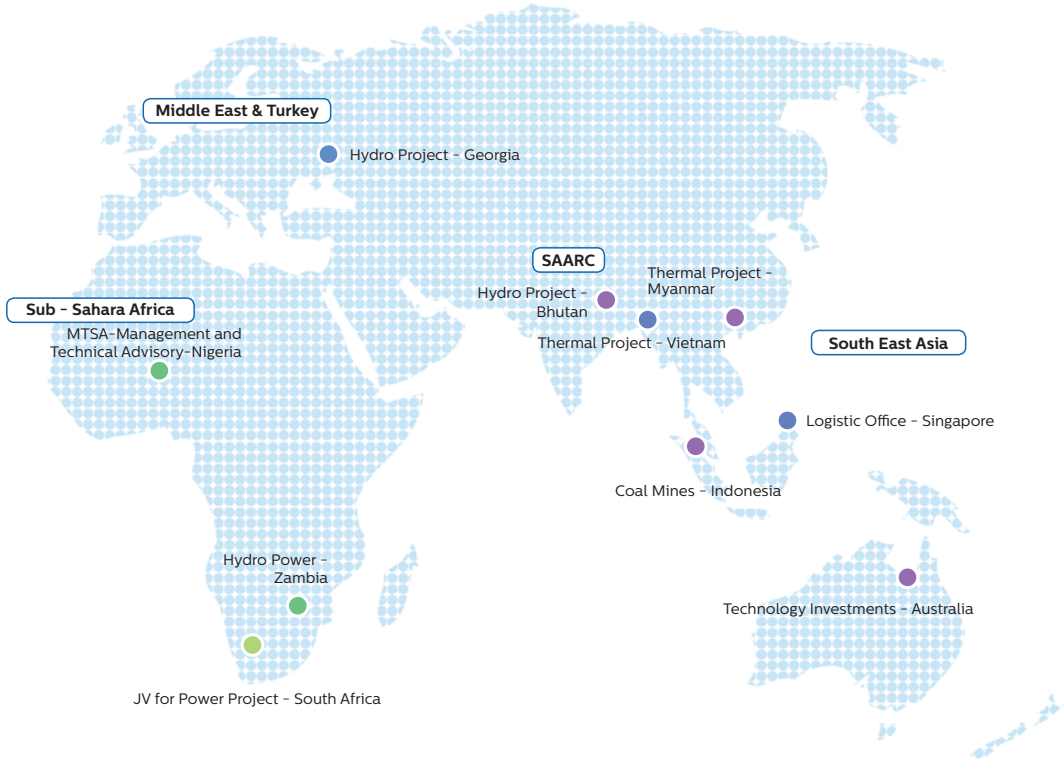 Middle East & Turkey
Hydro Project - Georgia
SAARC
Thermal Project -
Myanmar
Hydro Project -
Bhutan
Thermal Project - Vietnam
Sub - Sahara Africa
MTSA-Management and
Technical Advisory-Nigeria
South East Asia
Logistic Office - Singapore
Coal Mines - Indonesia
Hydro Power -
Zambia
Technology Investments - Australia
JV for Power Project - South Africa